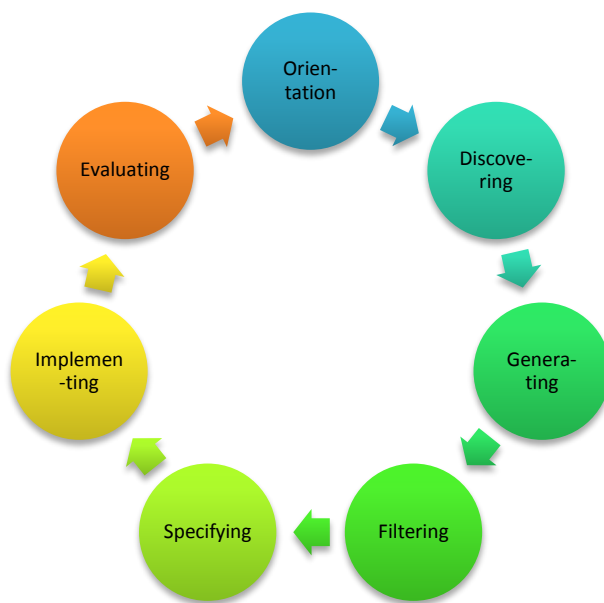 Orien-
tation
Discove-
ring
Genera-
ting
Filtering
Specifying
Implemen
-ting
Evaluating